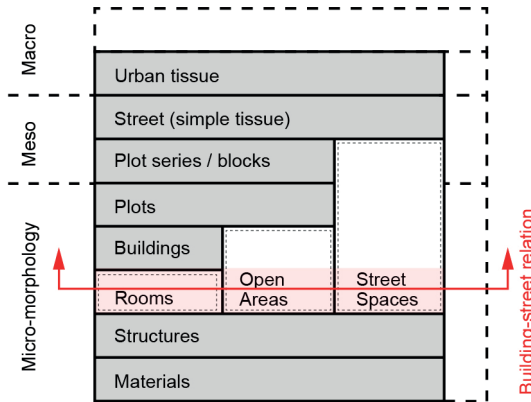 Macro
Meso
Micro-morphology
Urban tissue
Street (simple tissue)
Plot series / blocks
Plots
Buildings
Rooms
Open
Areas
Street
Spaces
Structures
Materials
Building-street relation